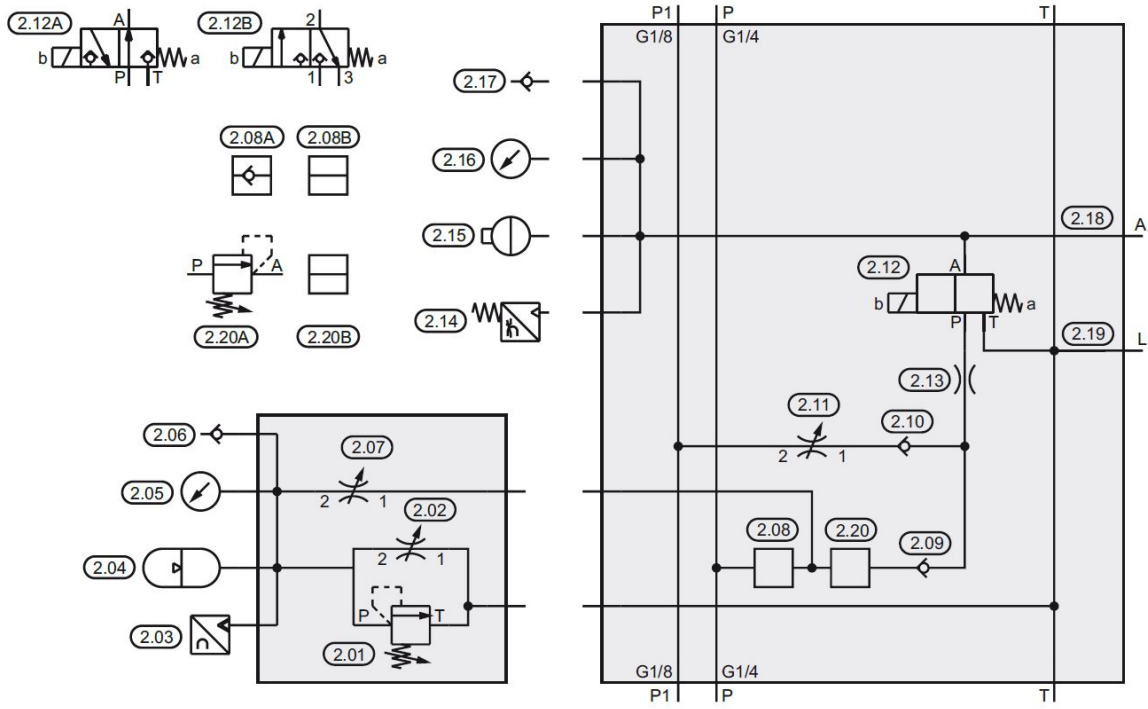 P1 P T
2.12A A 2.12B 2 G1/8 G1/4
b a b a
P T 1 3
2.17
2.08A 2.08B
2.16
2.18 A
2.15
2.12 A
P A
b a
2.14 P T
2.20A 2.20B 2.19 L
2.13
2.11
2.10
2.06
2.07 2 1
2.05
2 1
2.02
2.08 2.20 2.09
2 1
2.04
P T
2.03
2.01
G1/8 G1/4
P1 P T